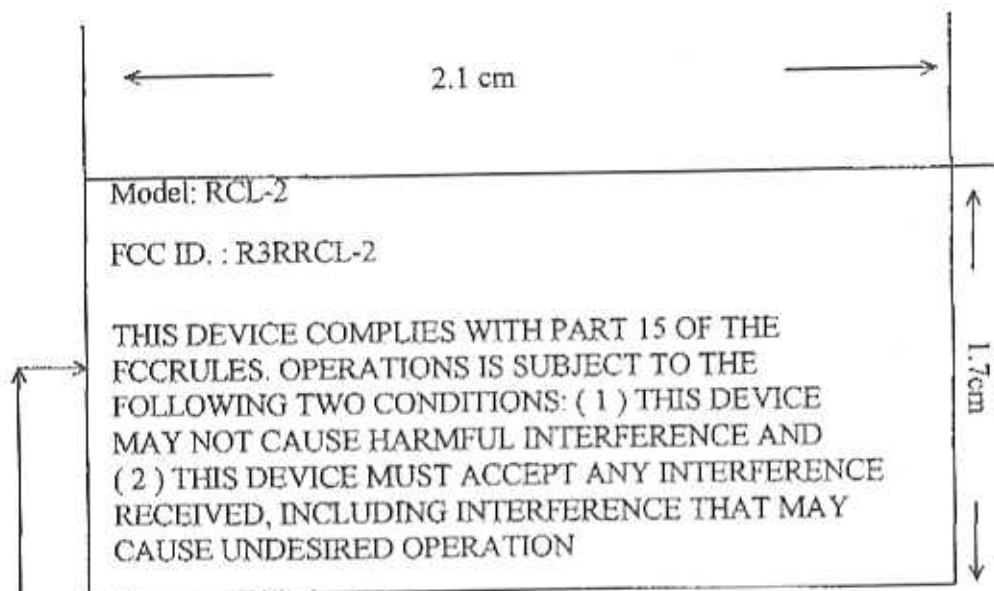 2.1 cm
Model: RCL-2
FCC ID. : R3RRCL-2
THIS DEVICE COMPLIES WITH PART 15 OF THE
FCCRULES. OPERATIONS IS SUBJECT TO THE
FOLLOWING TWO CONDITIONS: ( 1 ) THIS DEVICE
MAY NOT CAUSE HARMFUL INTERFERENCE AND
( 2 ) THIS DEVICE MUST ACCEPT ANY INTERFERENCE
RECEIVED, INCLUDING INTERFERENCE THAT MAY
CAUSE UNDESIRED OPERATION
1.7cm